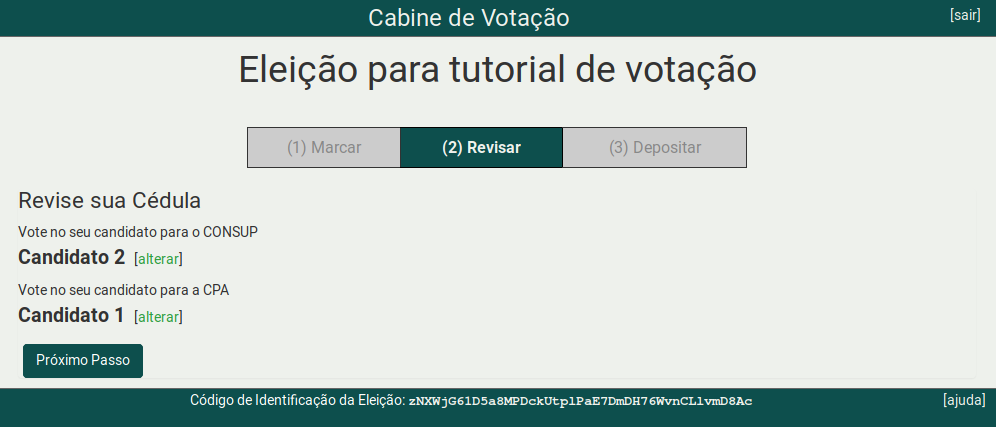 Cabine de Votação [sair]
Eleição para tutorial de votação
(1) Marcar (2) Revisar (3) Depositar
Revise sua Cédula
Vote no seu candidato para o CONSUP
Candidato 2 [alterar]
Vote no seu candidato para a CPA
Candidato 1 [alterar]
Próximo Passo
Código de Identificação da Eleição: zNXWjG61D5a8MPDckUtplPaE7DmDH76WvnCLlvmD8Ac [ajuda]